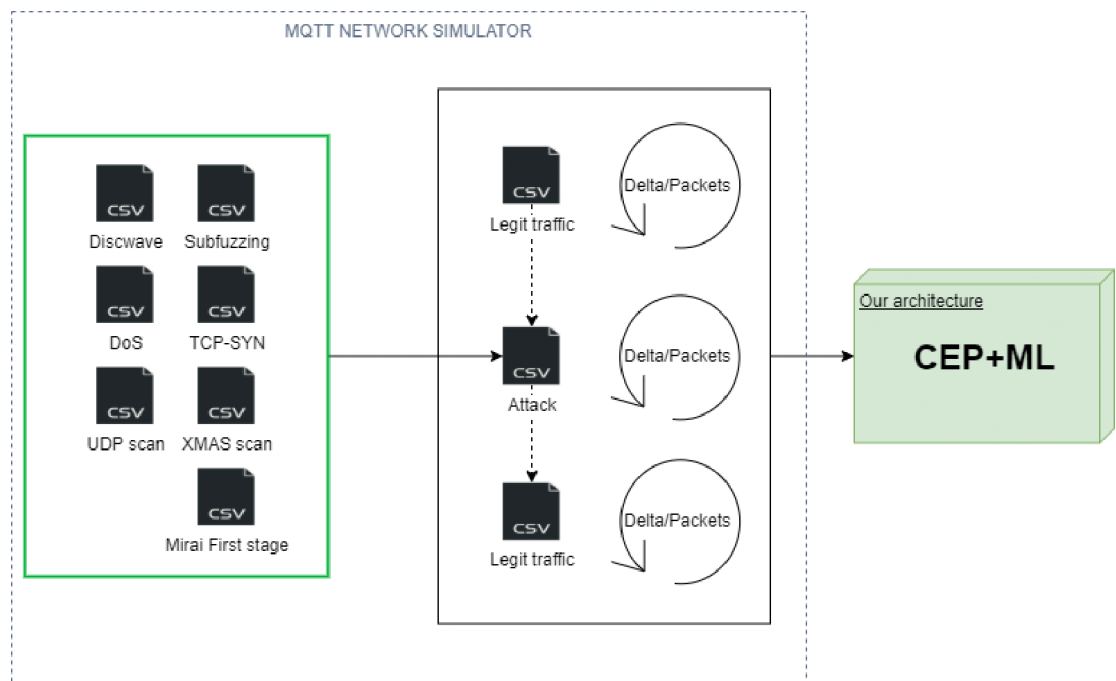 MQTT NETWORK SIMULATOR
CSV
CSV
Discwave
Subfuzzing
CSV
CSV
DoS
TCP-SYN
CSV
CSV
UDP scan
XMAS scan
CSV
Mirai First stage
CSV
Legit traffic
Delta/Packets
CSV
Attack
Delta/Packets
CSV
Legit traffic
Delta/Packets
Our architecture
CEP+ML